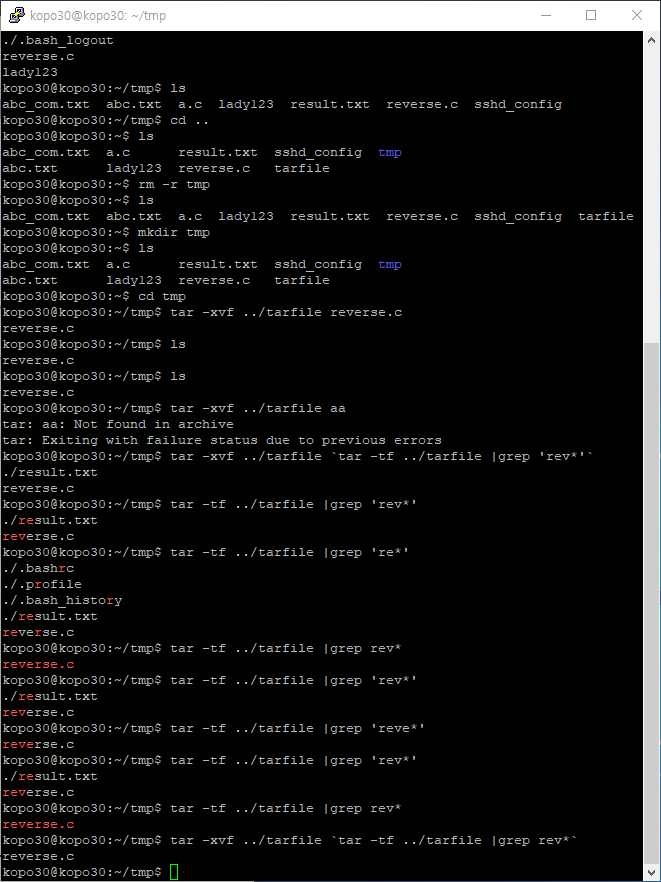 kopo30@kopo30: ~/tmp
./.bash_logout
reverse.c
lady123
kopo30@kopo30:~/tmp$ ls
abc_com.txt  abc.txt  a.c  lady123  result.txt  reverse.c  sshd_config
kopo30@kopo30:~/tmp$ cd ..
kopo30@kopo30:~$ ls
abc_com.txt  a.c      result.txt  sshd_config  tmp
abc.txt      lady123  reverse.c   tarfile
kopo30@kopo30:~$ rm -r tmp
kopo30@kopo30:~$ ls
abc_com.txt  abc.txt  a.c  lady123  result.txt  reverse.c  sshd_config  tarfile
kopo30@kopo30:~$ mkdir tmp
kopo30@kopo30:~$ ls
abc_com.txt  a.c      result.txt  sshd_config  tmp
abc.txt      lady123  reverse.c   tarfile
kopo30@kopo30:~$ cd tmp
kopo30@kopo30:~/tmp$ tar -xvf ../tarfile reverse.c
reverse.c
kopo30@kopo30:~/tmp$ ls
reverse.c
kopo30@kopo30:~/tmp$ ls
reverse.c
kopo30@kopo30:~/tmp$ tar -xvf ../tarfile aa
tar: aa: Not found in archive
tar: Exiting with failure status due to previous errors
kopo30@kopo30:~/tmp$ tar -xvf ../tarfile `tar -tf ../tarfile |grep 'rev*'`
./result.txt
reverse.c
kopo30@kopo30:~/tmp$ tar -tf ../tarfile |grep 'rev*'
./result.txt
reverse.c
kopo30@kopo30:~/tmp$ tar -tf ../tarfile |grep 're*'
./.bashrc
./.profile
./.bash_history
./result.txt
reverse.c
kopo30@kopo30:~/tmp$ tar -tf ../tarfile |grep rev*
reverse.c
kopo30@kopo30:~/tmp$ tar -tf ../tarfile |grep 'rev*'
./result.txt
reverse.c
kopo30@kopo30:~/tmp$ tar -tf ../tarfile |grep 'reve*'
reverse.c
kopo30@kopo30:~/tmp$ tar -tf ../tarfile |grep 'rev*'
./result.txt
reverse.c
kopo30@kopo30:~/tmp$ tar -tf ../tarfile |grep rev*
reverse.c
kopo30@kopo30:~/tmp$ tar -xvf ../tarfile `tar -tf ../tarfile |grep rev*`
reverse.c
kopo30@kopo30:~/tmp$